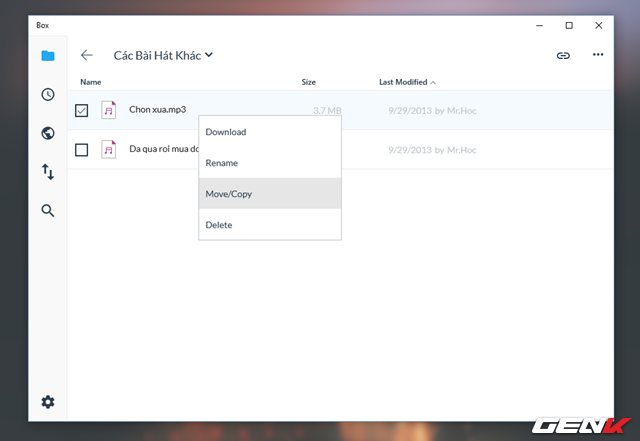 Box
Các Bài Hát Khác
Name Size Last Modified
Chon xua.mp3 3.7 MB 9/29/2013 by Mr.Hoc
Da qua roi mua 9/29/2013 by Mr.Hoc
Download
Rename
Move/Copy
Delete
GENK